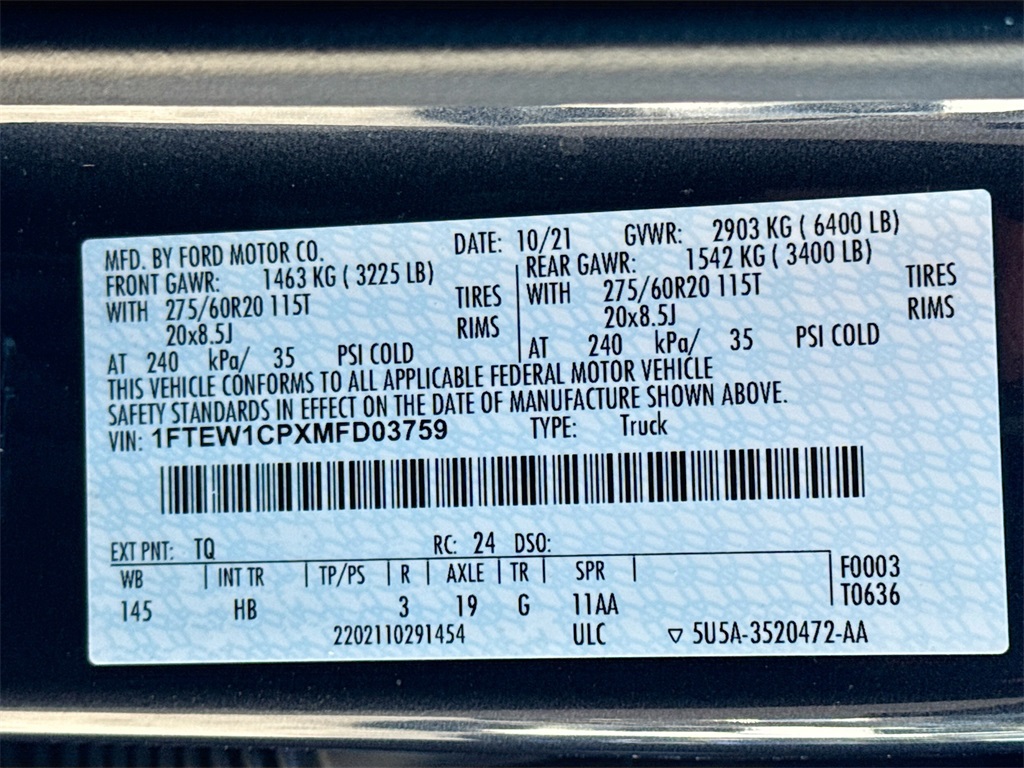 MFD. BY FORD MOTOR CO. DATE: 10/21 GVWR: 2903 KG ( 6400 LB)
FRONT GAWR: 1463 KG ( 3225 LB) REAR GAWR: 1542 KG ( 3400 LB)
WITH 275/60R20 115T TIRES WITH 275/60R20 115T TIRES
20x8.5J RIMS 20x8.5J RIMS
AT 240 kPa/ 35 PSI COLD AT 240 kPa/ 35 PSI COLD
THIS VEHICLE CONFORMS TO ALL APPLICABLE FEDERAL MOTOR VEHICLE
SAFETY STANDARDS IN EFFECT ON THE DATE OF MANUFACTURE SHOWN ABOVE.
VIN: 1FTEW1CPXMFD03759 TYPE: Truck
EXT PNT: TQ RC: 24 DSO:
WB INT TR TP/PS R AXLE TR SPR F0003
145 HB 3 19 G 11AA T0636
2202110291454 ULC ▽ 5U5A-3520472-AA